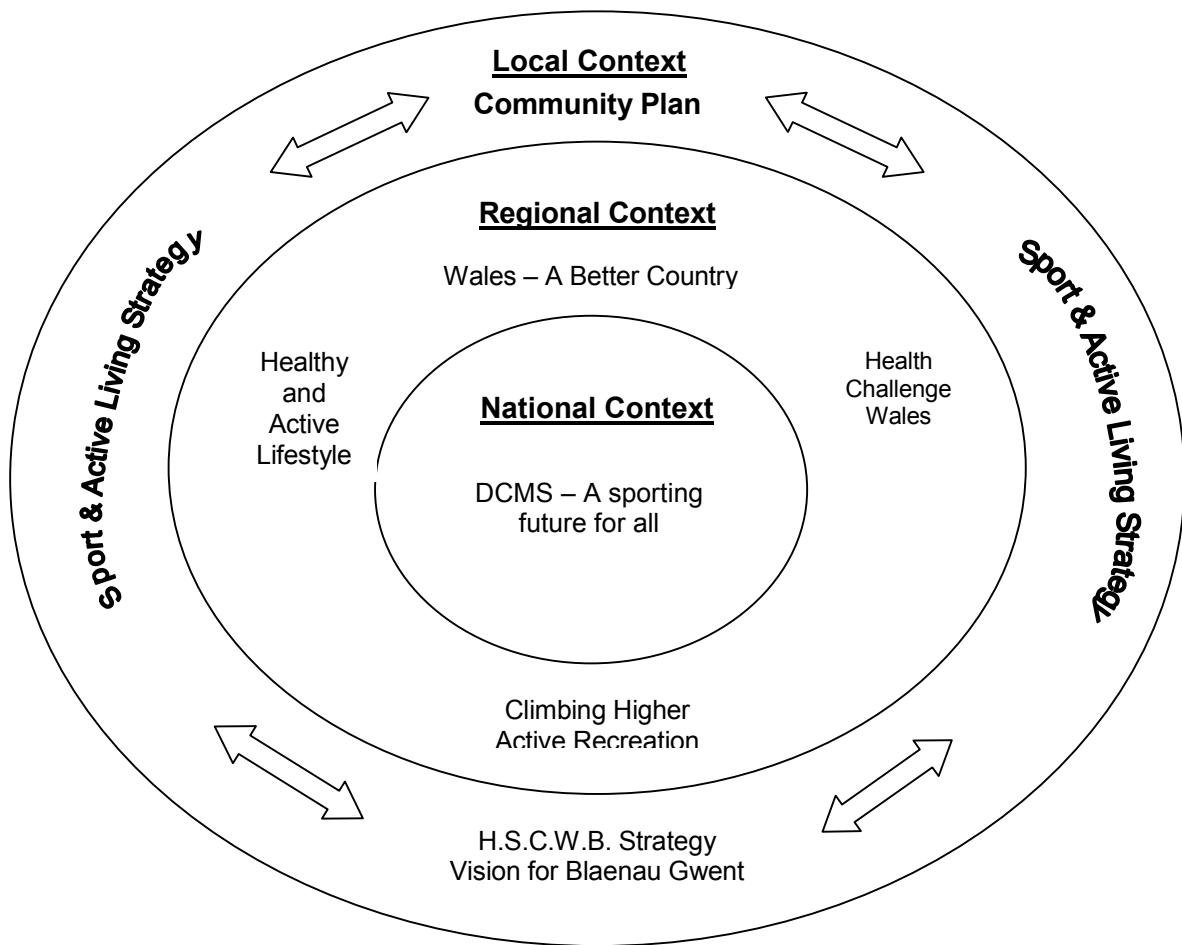 Local Context
Community Plan
Sport & Active Living Strategy
Sport & Active Living Strategy
Regional Context
Wales – A Better Country
Healthy
and
Active
Lifestyle
Health
Challenge
Wales
National Context
DCMS – A sporting
future for all
Climbing Higher
Active Recreation
H.S.C.W.B. Strategy
Vision for Blaenau Gwent